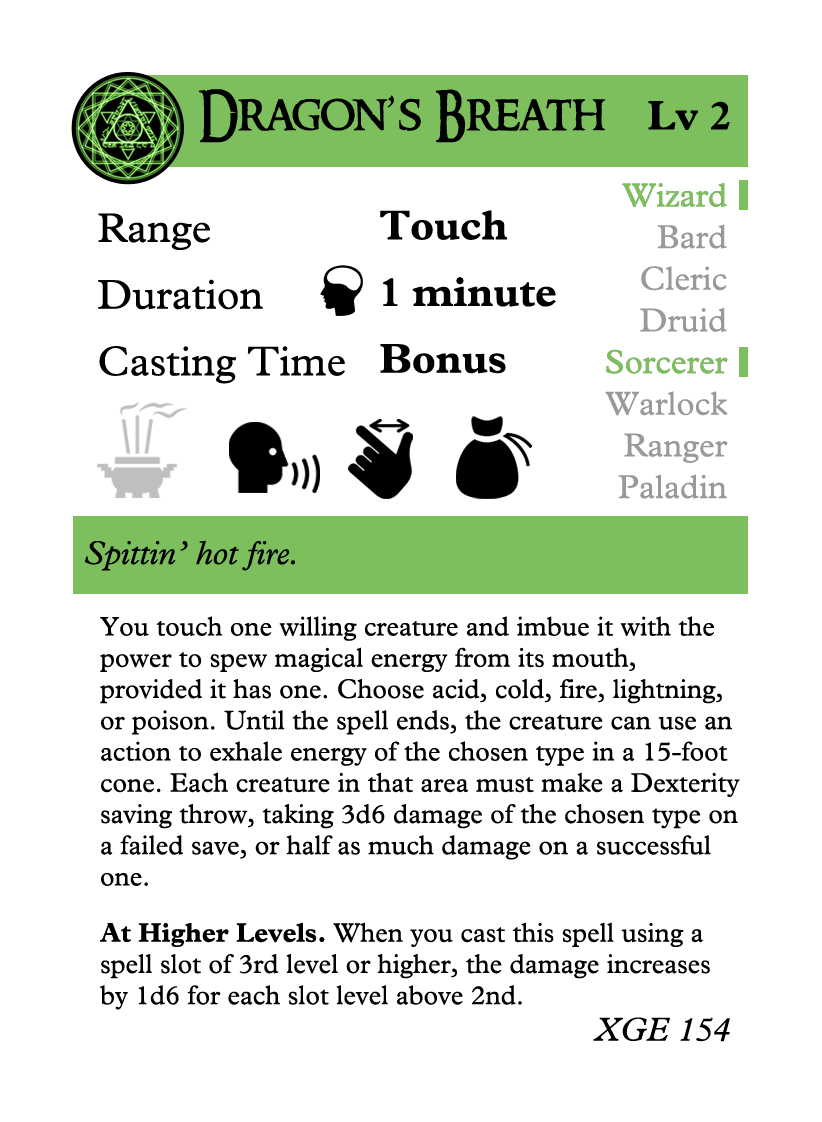 DRAGON'S BREATH Lv 2
Range Touch
Duration 1 minute
Casting Time Bonus
Wizard
Bard
Cleric
Druid
Sorcerer
Warlock
Ranger
Paladin
Spittin' hot fire.
You touch one willing creature and imbue it with the
power to spew magical energy from its mouth,
provided it has one. Choose acid, cold, fire, lightning,
or poison. Until the spell ends, the creature can use an
action to exhale energy of the chosen type in a 15-foot
cone. Each creature in that area must make a Dexterity
saving throw, taking 3d6 damage of the chosen type on
a failed save, or half as much damage on a successful
one.
At Higher Levels. When you cast this spell using a
spell slot of 3rd level or higher, the damage increases
by 1d6 for each slot level above 2nd.
XGE 154